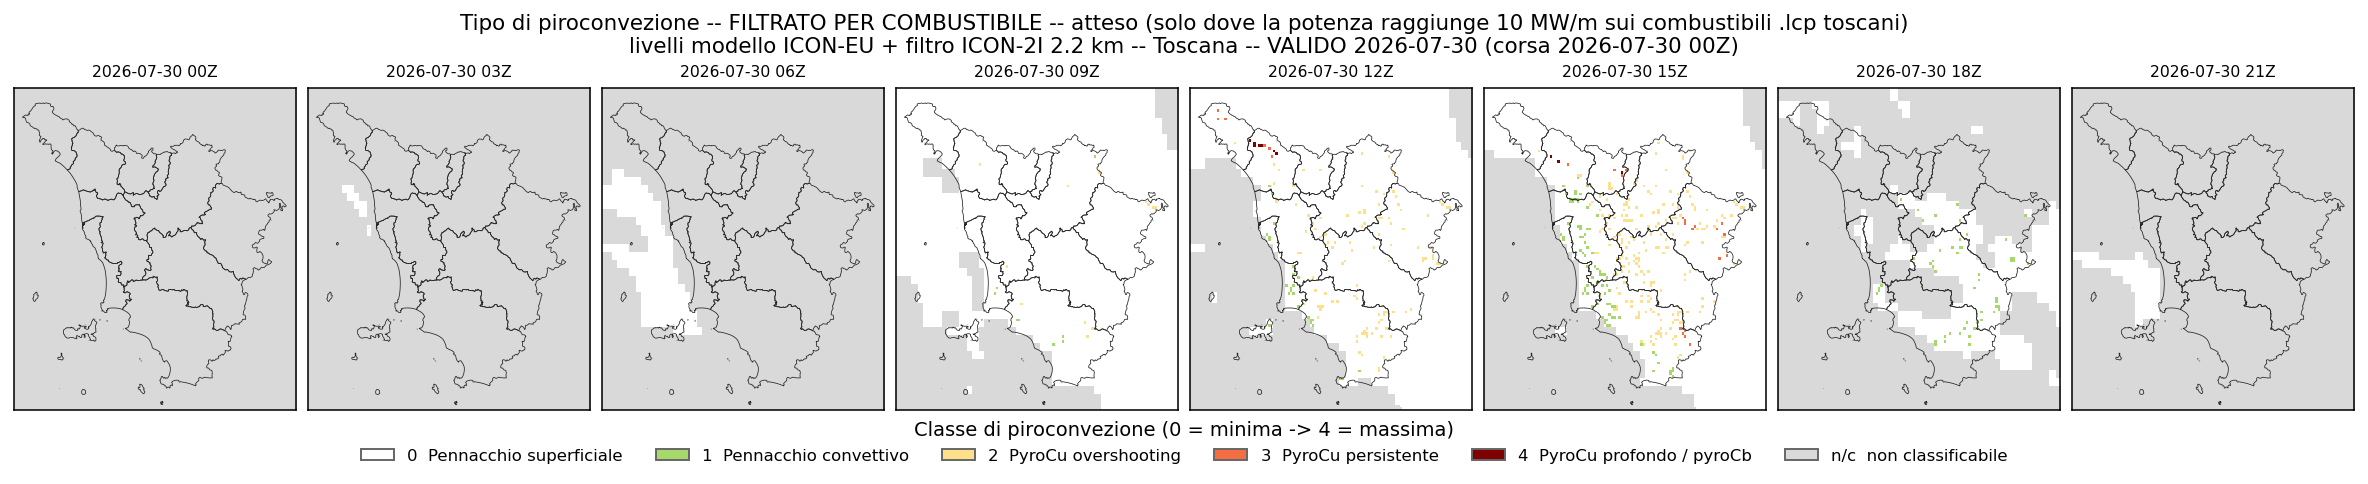 Tipo di piroconvezione -- FILTRATO PER COMBUSTIBILE -- atteso (solo dove la potenza raggiunge 10 MW/m sui combustibili .lcp toscani)
livelli modello ICON-EU + filtro ICON-2I 2.2 km -- Toscana -- VALIDO 2026-07-30 (corsa 2026-07-30 00Z)
2026-07-30 00Z
2026-07-30 03Z
2026-07-30 06Z
2026-07-30 09Z
2026-07-30 12Z
2026-07-30 15Z
2026-07-30 18Z
2026-07-30 21Z
Classe di piroconvezione (0 = minima -> 4 = massima)
0 Pennacchio superficiale
1 Pennacchio convettivo
2 PyroCu overshooting
3 PyroCu persistente
4 PyroCu profondo / pyroCb
n/c non classificabile